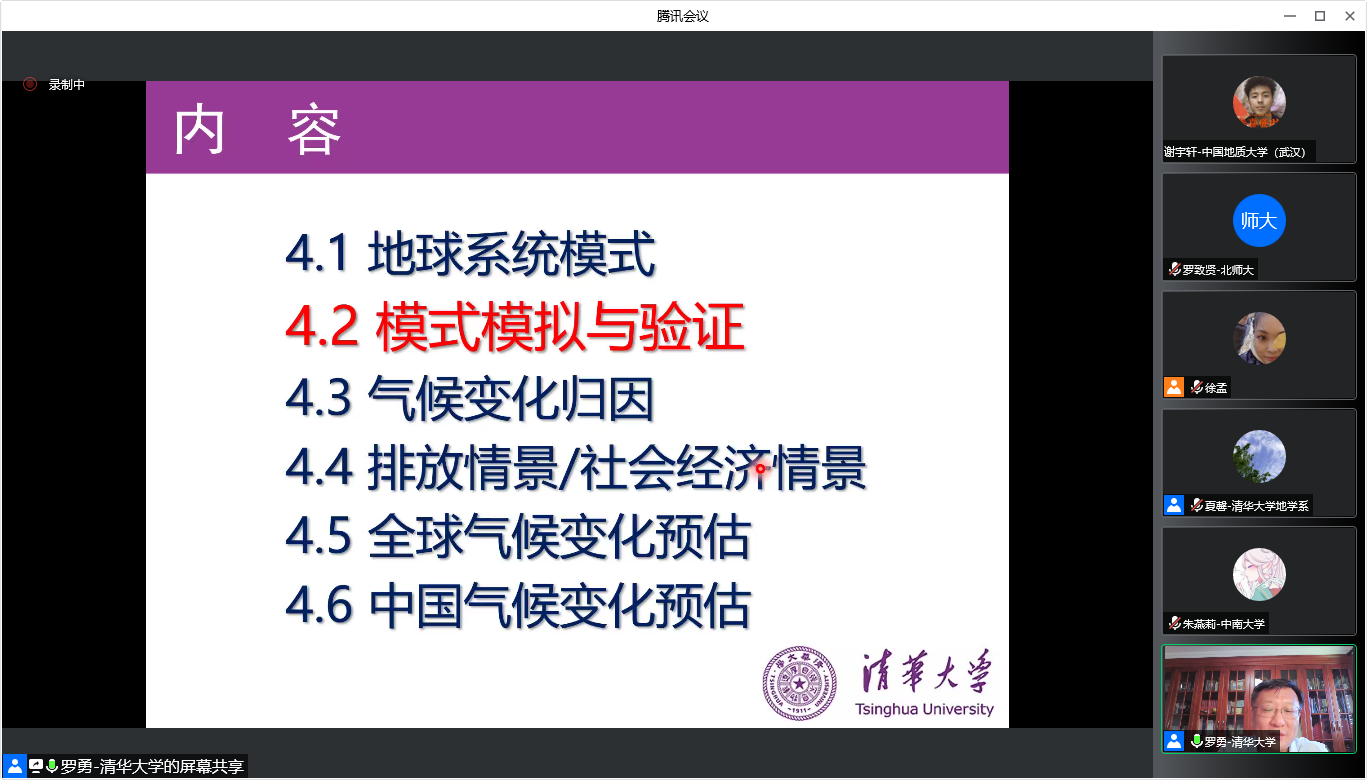 腾讯会议
录制中
内 容
4.1 地球系统模式
4.2 模式模拟与验证
4.3 气候变化归因
4.4 排放情景/社会经济情景
4.5 全球气候变化预估
4.6 中国气候变化预估
清華大学
Tsinghua University
TSINGHUA UNIVERSITY
1911
罗勇-清华大学的屏幕共享
谢宇轩-中国地质大学（武汉）
师大
罗致贤-北师大
徐孟
夏馨-清华大学地学系
朱燕莉-中南大学
罗勇-清华大学